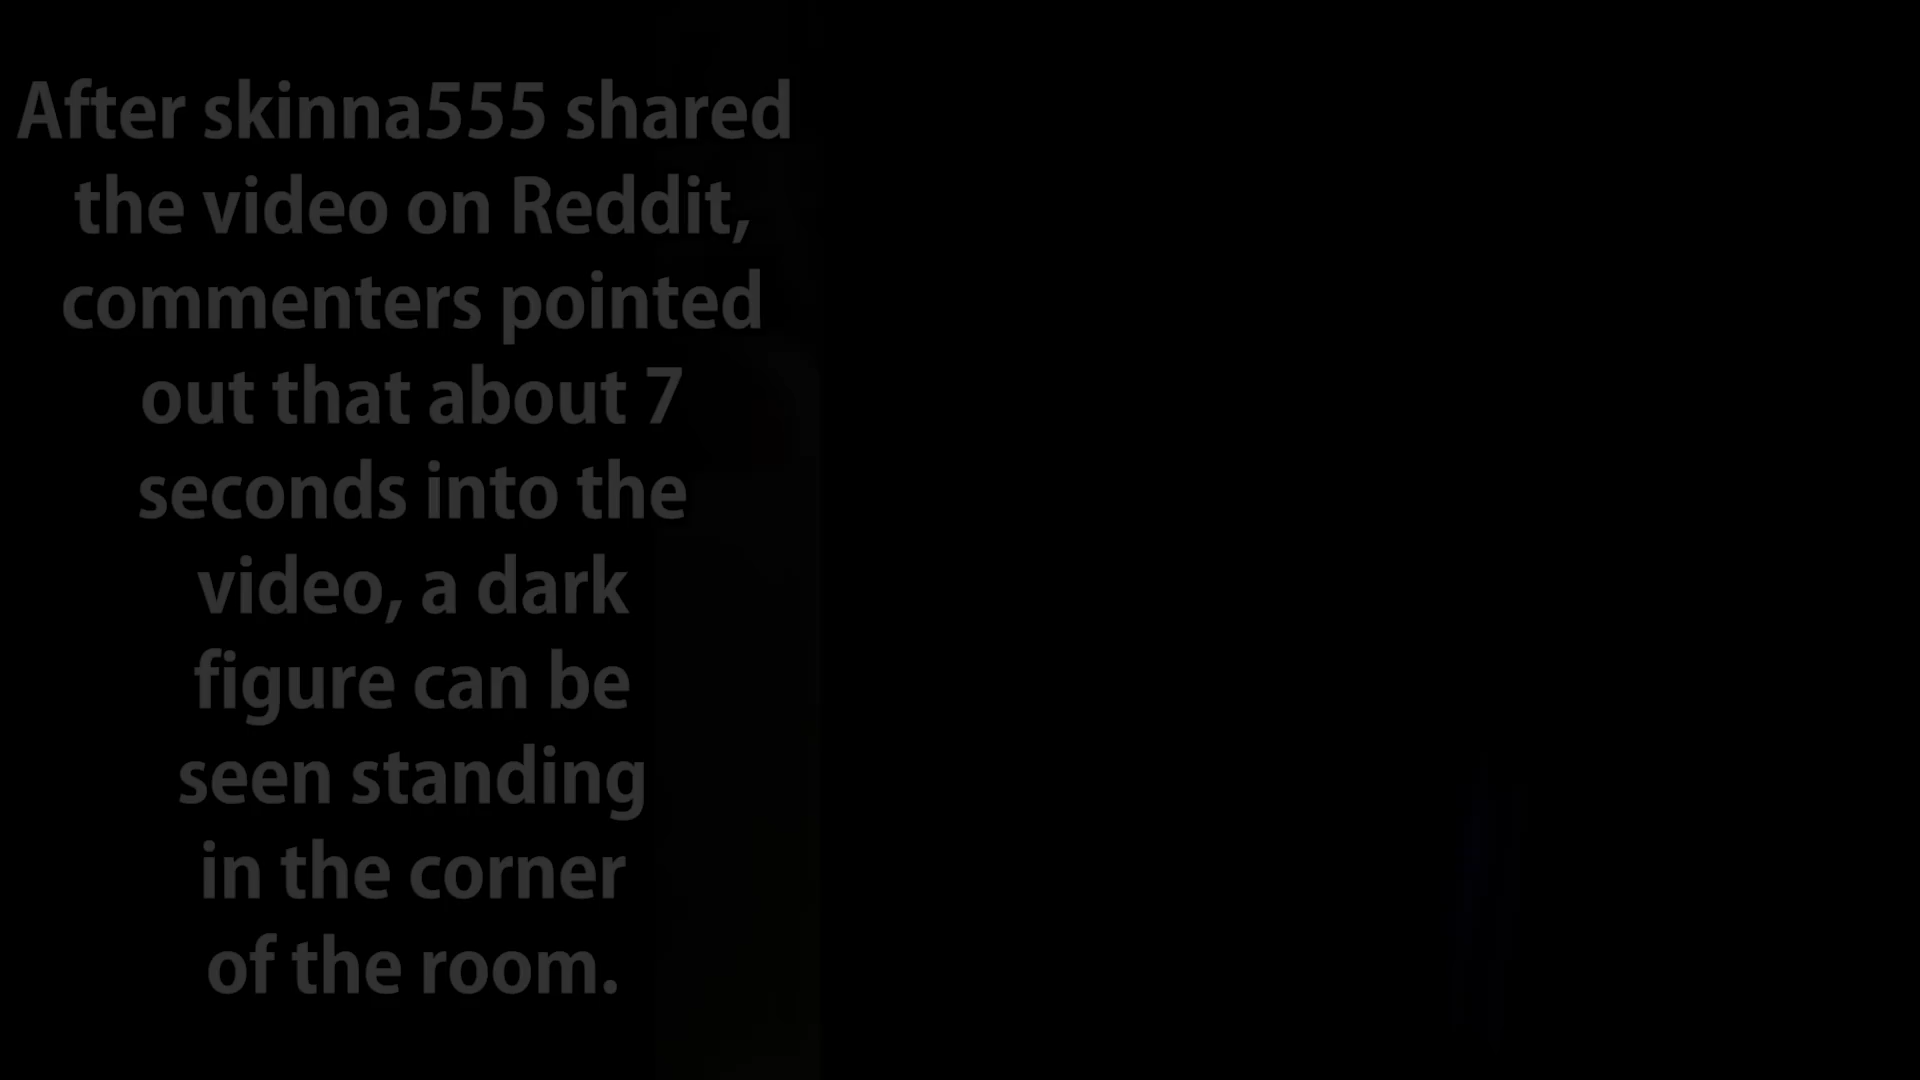 After skinna555 shared
the video on Reddit,
commenters pointed
out that about 7
seconds into the
video, a dark
figure can be
seen standing
in the corner
of the room.